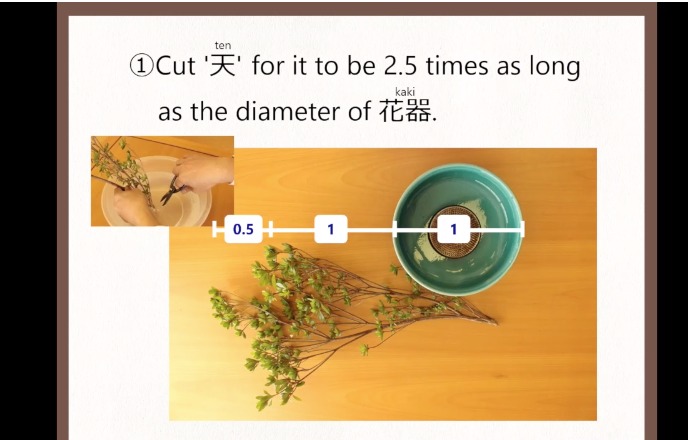 ten
①Cut '天' for it to be 2.5 times as long
kaki
as the diameter of 花器.
0.5 1 1